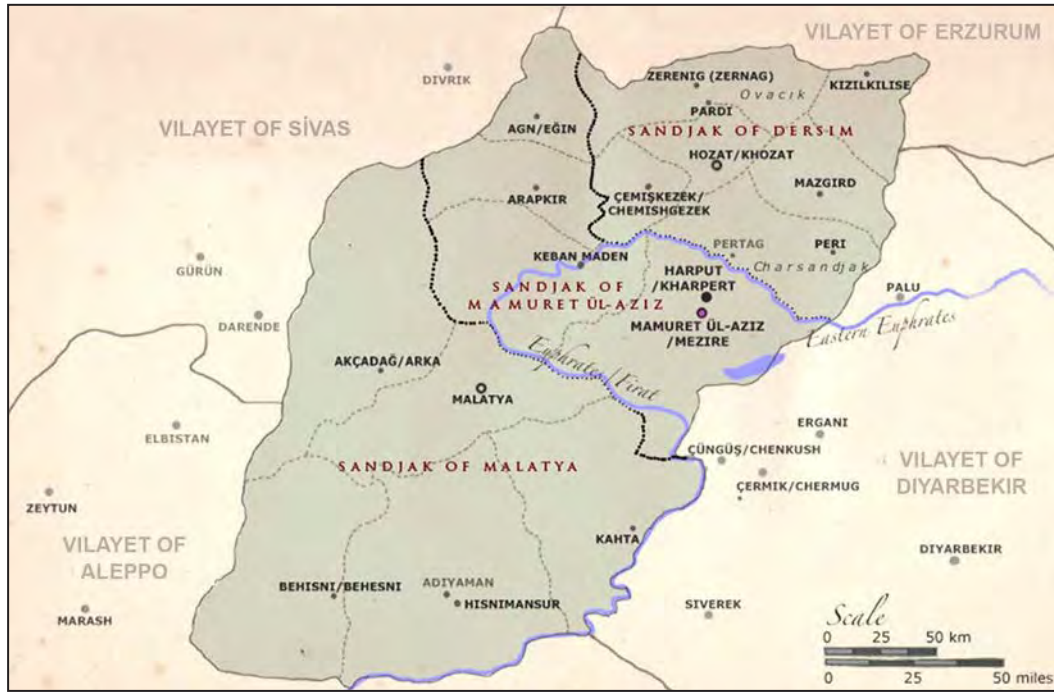 VILAYET OF ERZURUM
DIVRIK
ZERENIG (ZERNAG)
Ovacık
KIZILKILISE
PARDI
VILAYET OF SİVAS
AGN/EĞIN
SANDJAK OF DERSIM
HOZAT/KHOZAT
ARAPKIR
ÇEMIŞKEZEK/
CHEMISHGEZEK
MAZGIRD
GÜRÜN
KEBAN MADEN
PERTAG
PERI
HARPUT
/KHARPERT
Charsandjak
SANDJAK OF
MAMURET ÜL-AZIZ
PALU
DARENDE
MAMURET ÜL-AZIZ
/MEZIRE
Eastern Euphrates
AKÇADAĞ/ARKA
Euphrates/Firat
MALATYA
ELBISTAN
ERGANI
SANDJAK OF MALATYA
ÇÜNGÜŞ/CHENKUSH
VILAYET OF
DIYARBEKIR
ÇERMIK/CHERMUG
ZEYTUN
KAHTA
VILAYET OF
ALEPPO
DIYARBEKIR
BEHISNI/BEHESNI
ADIYAMAN
HISNIMANSUR
MARASH
SIVEREK
Scale
0 25 50 km
0 25 50 miles